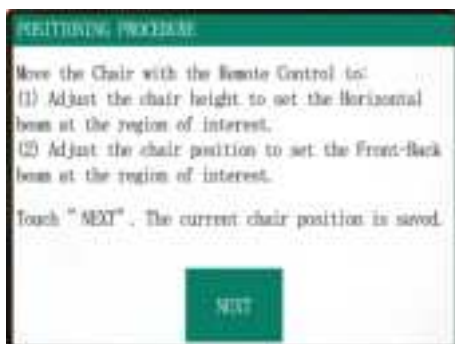 POSITIONING PROCEDURE
Move the Chair with the Remote Control to:
(1) Adjust the chair height to set the Horizontal
beam at the region of interest.
(2) Adjust the chair position to set the Front-Back
beam at the region of interest.
Touch "NEXT". The current chair position is saved.
NEXT